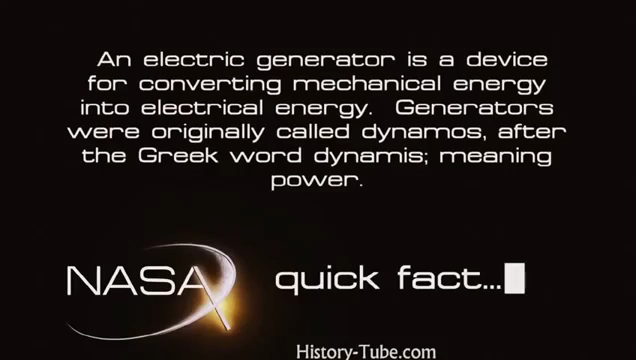 An electric generator is a device
for converting mechanical energy
into electrical energy.  Generators
were originally called dynamos, after
the Greek word dynamis; meaning
power.
NASA quick fact...
History-Tube.com